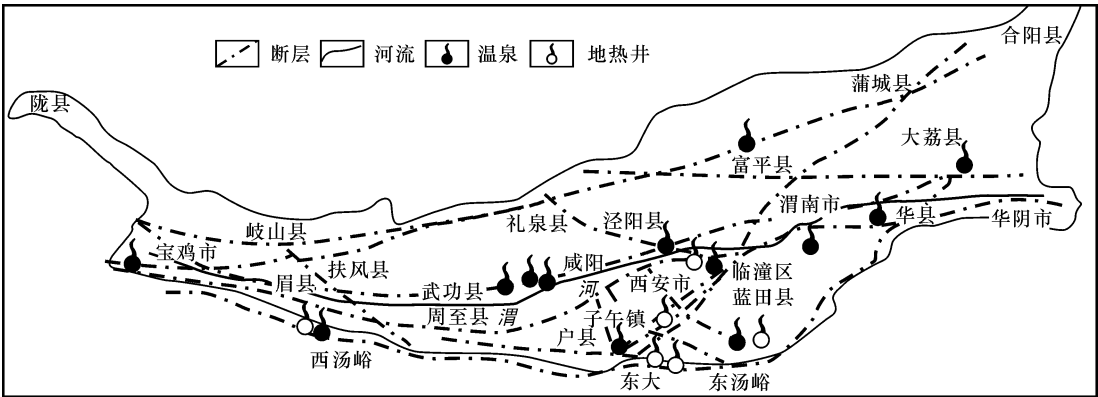 断层 河流 温泉 地热井
合阳县
蒲城县
陇县
大荔县
富平县
渭南市
华县
华阴市
礼泉县
泾阳县
岐山县
宝鸡市
咸阳
临潼区
扶风县
西安市
眉县
武功县
河
蓝田县
周至县
渭
子午镇
户县
西汤峪
东大
东汤峪